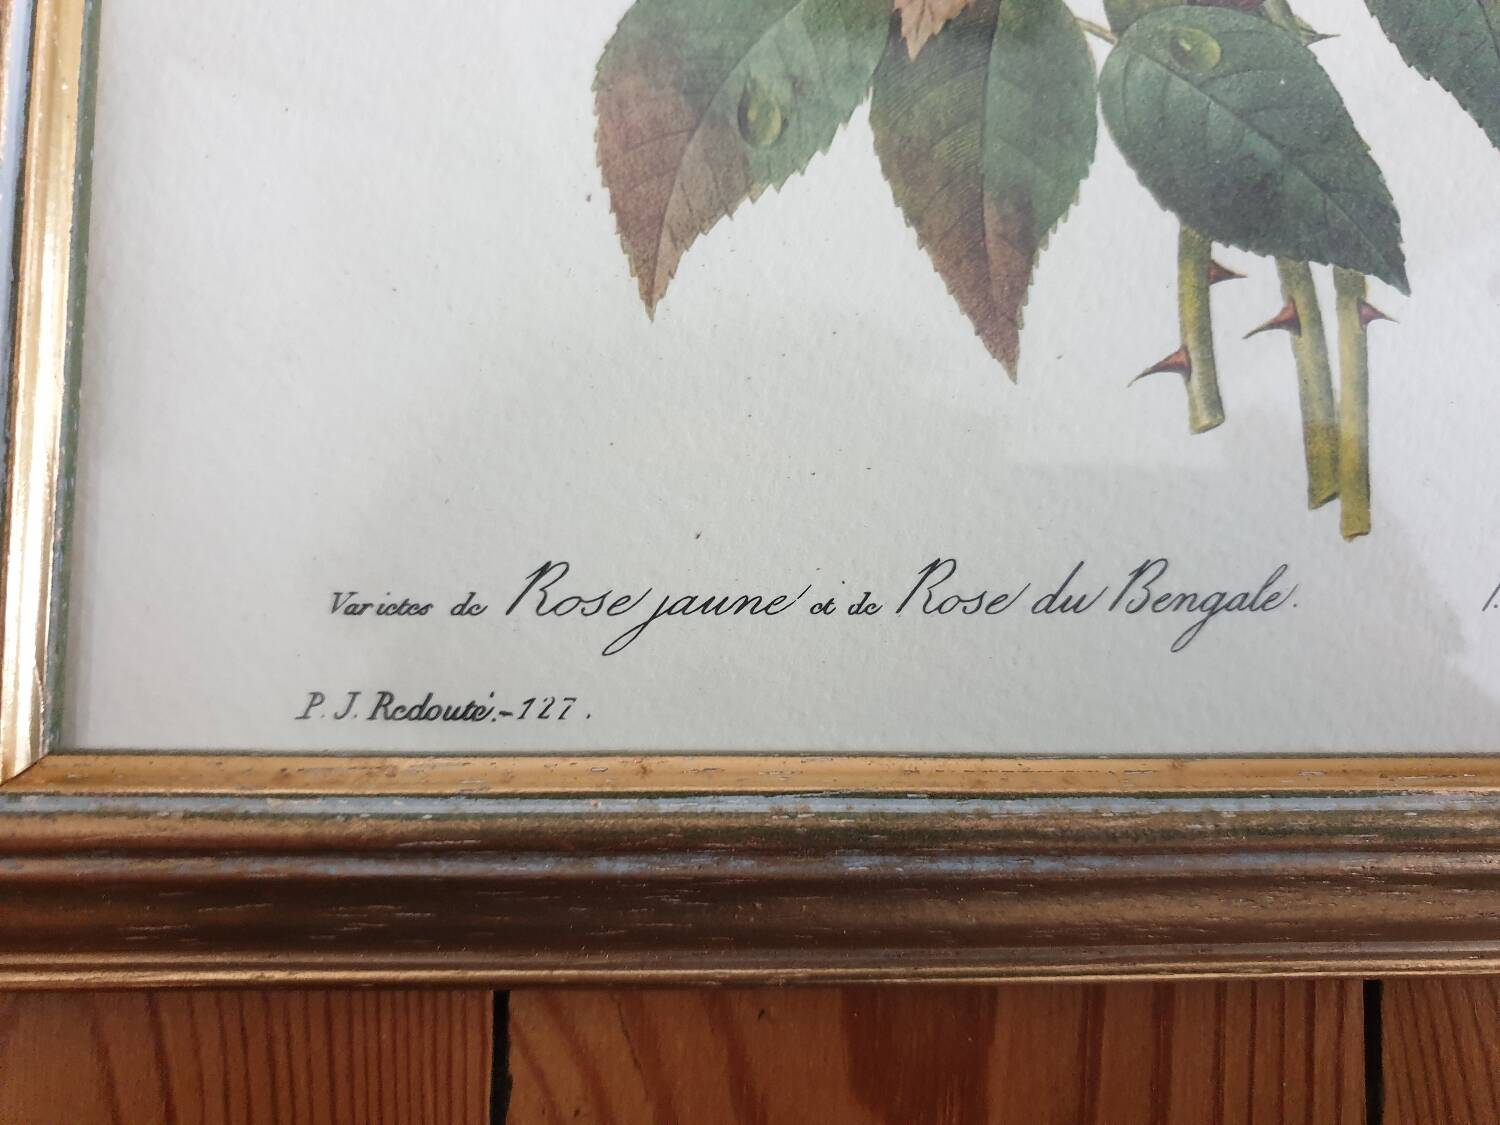 Varietes de Rose jaune et de Rose du Bengale.
P. J. Redouté.-127.